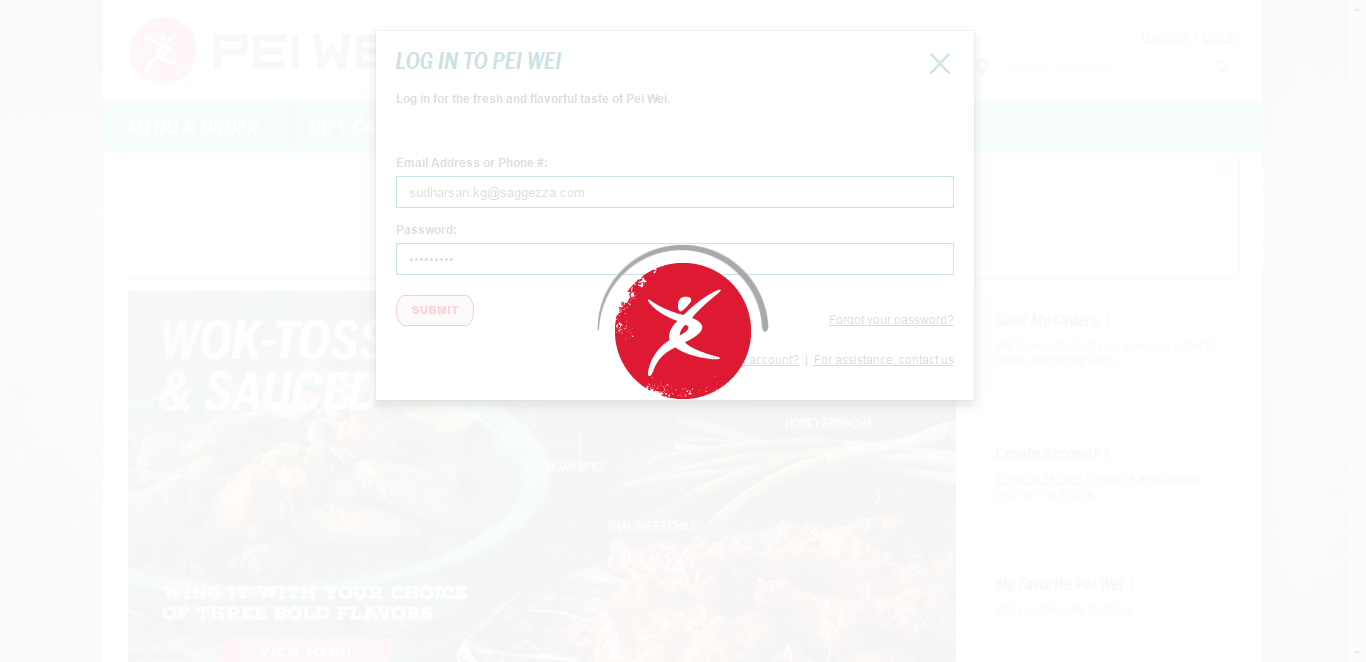 PEI WE
Register | Log In
MENU & ORDER
GIFT CA
LOG IN TO PEI WEI
Log in for the fresh and flavorful taste of Pei Wei.
Email Address or Phone #:
sudharsan.kg@saggezza.com
Password:
•••••••••
SUBMIT
Forgot your password?
account? | For assistance, contact us
WOK-TOSS
& SAUCED
HONEY SRIRACHA
SZECHUAN SPICE
THAI SWEET CHILE
WING IT WITH YOUR CHOICE
OF THREE BOLD FLAVORS
VIEW MENU
Save My Orders
We'll keep track of your previous order to
make reordering easy.
Create Account
Enroll in My Wei Rewards and update
your online profile.
My Favorite Pei Wei
Set your favorite location